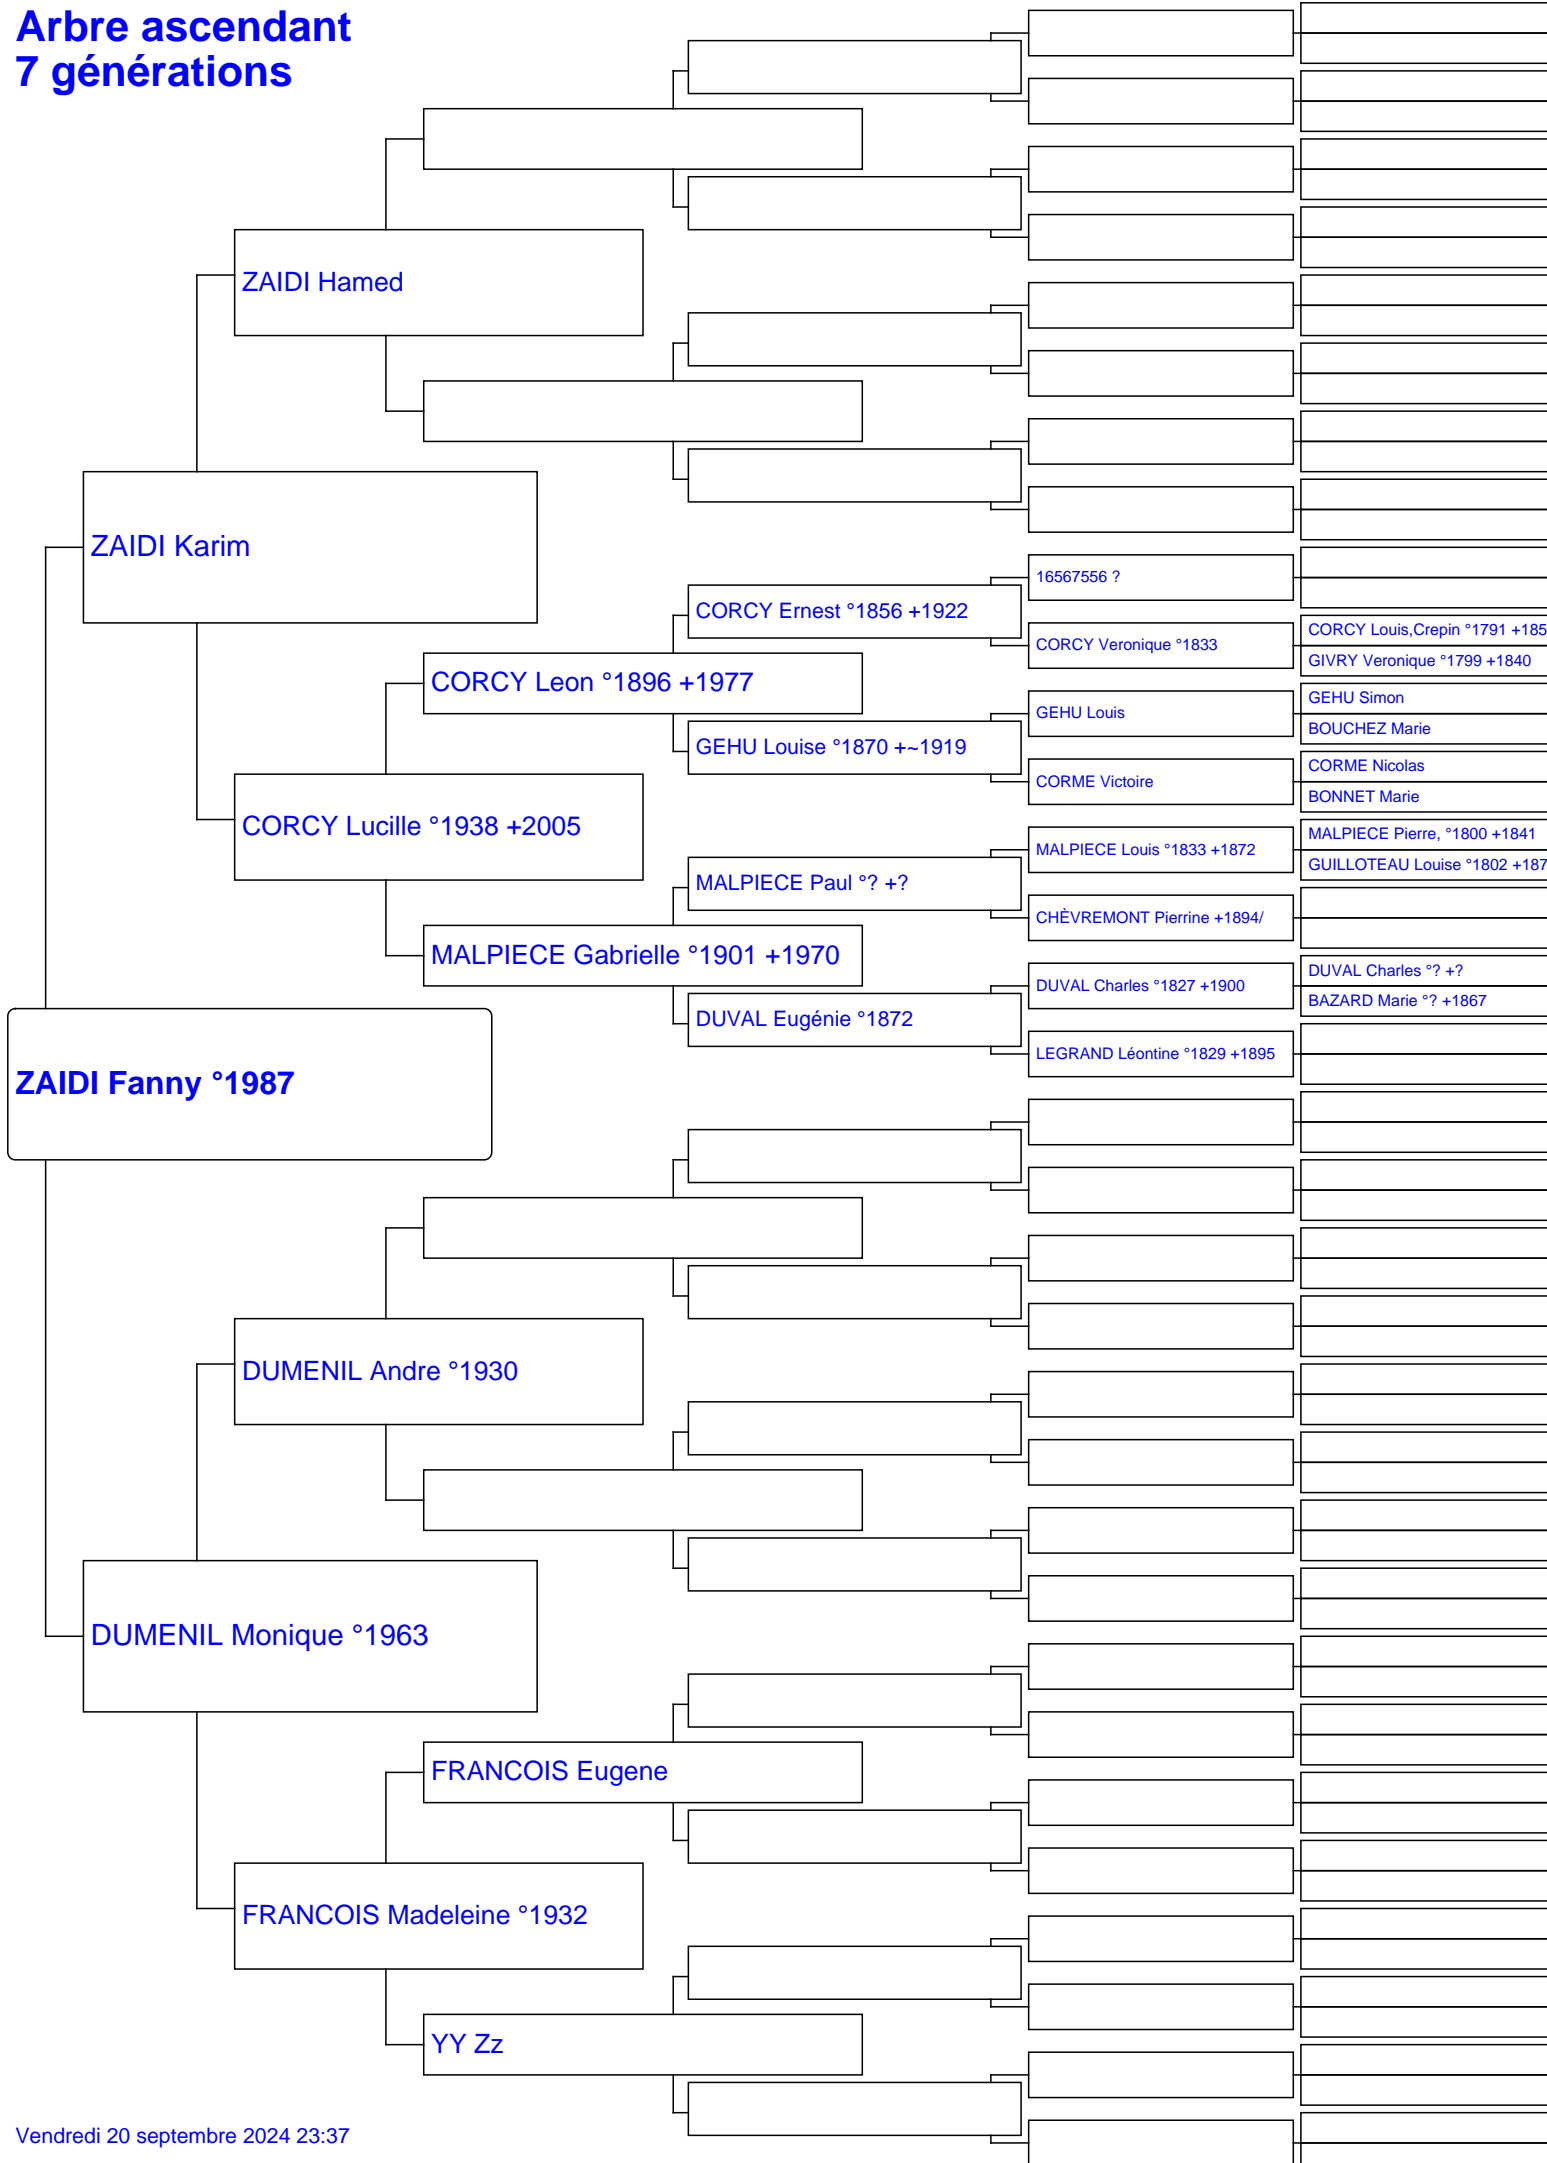 Arbre ascendant
7 générations
ZAIDI Hamed
ZAIDI Karim
16567556 ?
CORCY Ernest °1856 +1922
CORCY Louis,Crepin °1791 +185
CORCY Veronique °1833
GIVRY Veronique °1799 +1840
CORCY Leon °1896 +1977
GEHU Simon
GEHU Louis
BOUCHEZ Marie
GEHU Louise °1870 +~1919
CORME Nicolas
CORME Victoire
BONNET Marie
CORCY Lucille °1938 +2005
MALPIECE Pierre, °1800 +1841
MALPIECE Louis °1833 +1872
GUILLOTEAU Louise °1802 +187
MALPIECE Paul °? +?
CHÈVREMONT Pierrine +1894/
MALPIECE Gabrielle °1901 +1970
DUVAL Charles °? +?
DUVAL Charles °1827 +1900
BAZARD Marie °? +1867
DUVAL Eugénie °1872
LEGRAND Léontine °1829 +1895
ZAIDI Fanny °1987
DUMENIL Andre °1930
DUMENIL Monique °1963
FRANCOIS Eugene
FRANCOIS Madeleine °1932
YY Zz
Vendredi 20 septembre 2024 23:37